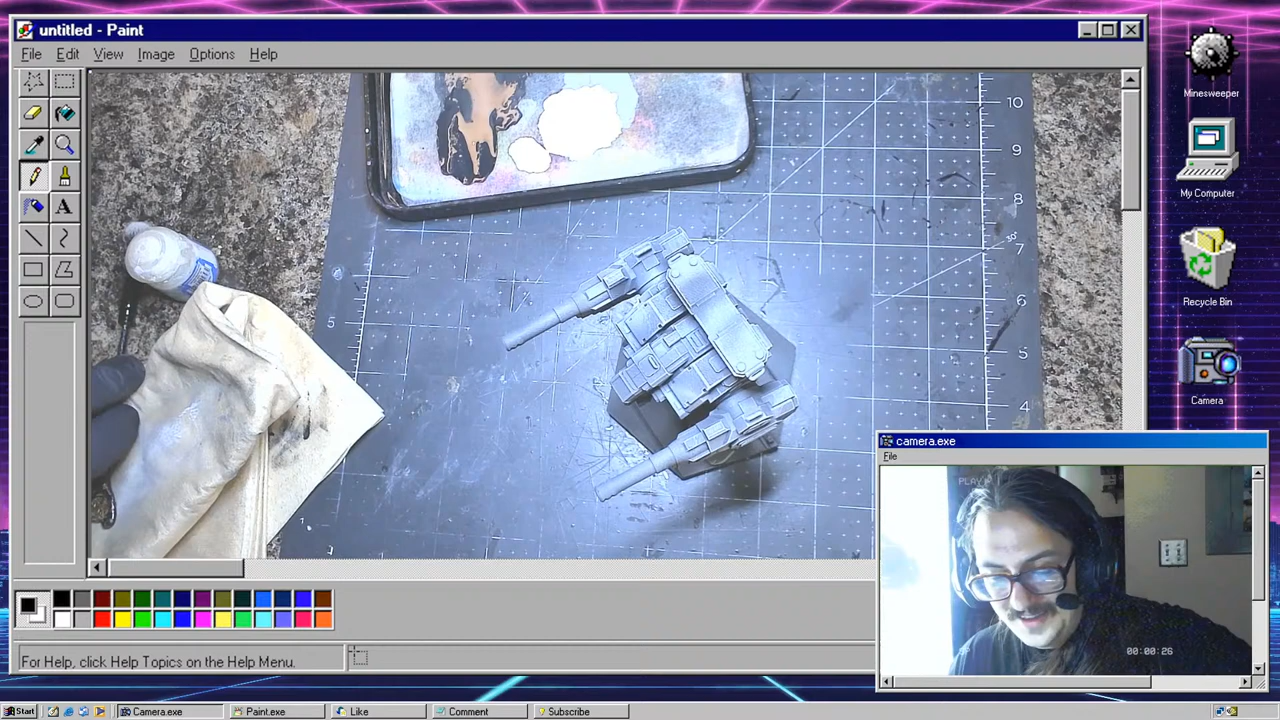 untitled - Paint
File Edit View Image Options Help
10
9
8
7
6
5
4
5
Minesweeper
My Computer
Recycle Bin
Camera
camera.exe
File
PLAY
00:00:26
For Help, click Help Topics on the Help Menu.
Start Camera.exe Paint.exe Like Comment Subscribe